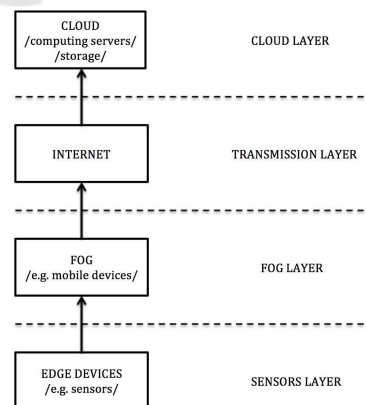 CLOUD
/computing servers/
/storage/
CLOUD LAYER
INTERNET
TRANSMISSION LAYER
FOG
/e.g. mobile devices/
FOG LAYER
EDGE DEVICES
/e.g. sensors/
SENSORS LAYER